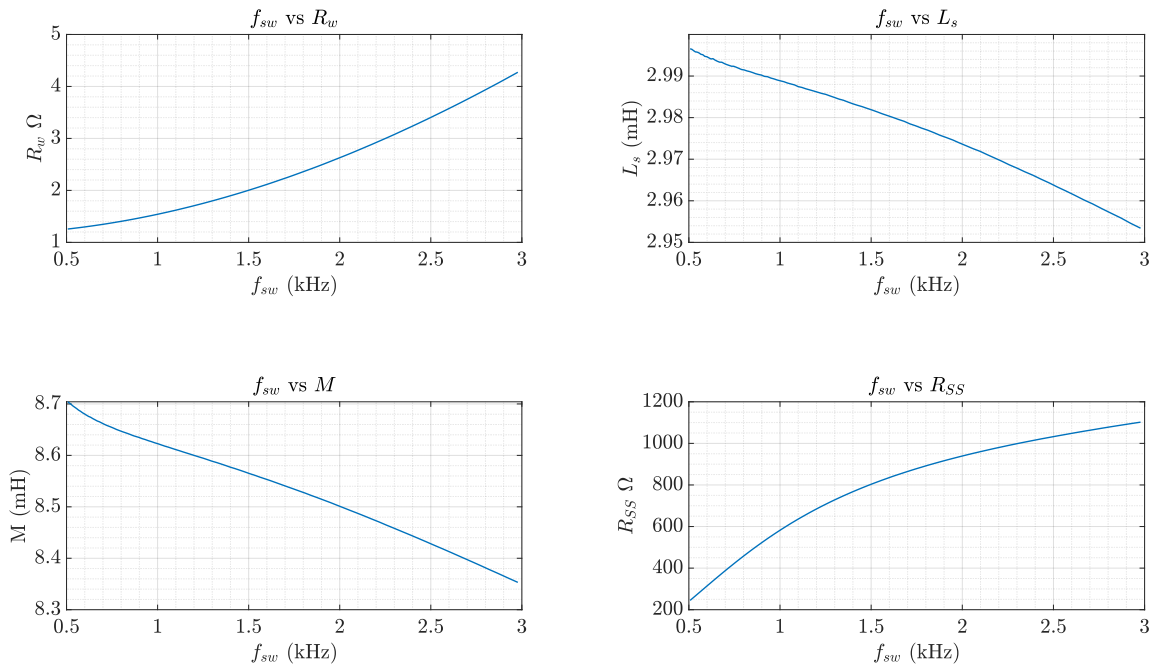 f_sw vs R_w
5
4
3
2
1
R_w Ω
0.5 1 1.5 2 2.5 3
f_sw (kHz)
f_sw vs L_s
2.99
2.98
2.97
2.96
2.95
L_s (mH)
0.5 1 1.5 2 2.5 3
f_sw (kHz)
f_sw vs M
8.7
8.6
8.5
8.4
8.3
M (mH)
0.5 1 1.5 2 2.5 3
f_sw (kHz)
f_sw vs R_SS
1200
1000
800
600
400
200
R_SS Ω
0.5 1 1.5 2 2.5 3
f_sw (kHz)